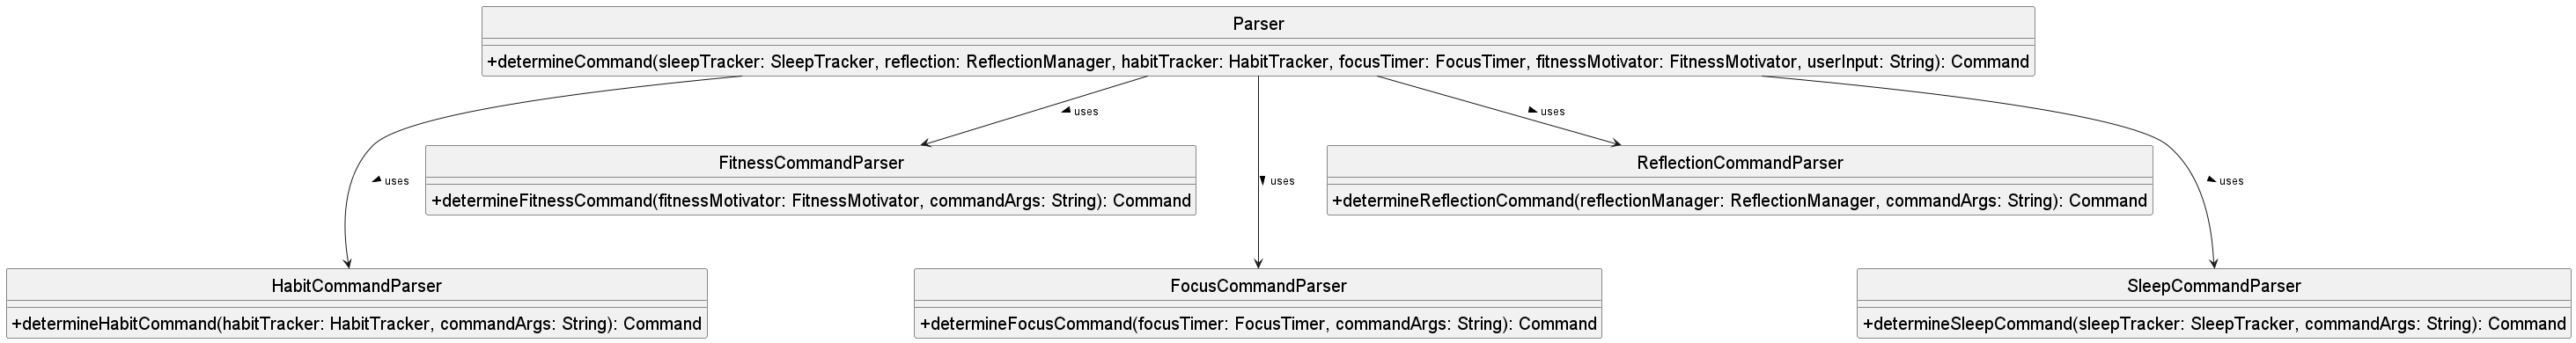 Parser
+determineCommand(sleepTracker: SleepTracker, reflection: ReflectionManager, habitTracker: HabitTracker, focusTimer: FocusTimer, fitnessMotivator: FitnessMotivator, userInput: String): Command
uses
uses
FitnessCommandParser
+determineFitnessCommand(fitnessMotivator: FitnessMotivator, commandArgs: String): Command
ReflectionCommandParser
+determineReflectionCommand(reflectionManager: ReflectionManager, commandArgs: String): Command
uses
uses
uses
HabitCommandParser
+determineHabitCommand(habitTracker: HabitTracker, commandArgs: String): Command
FocusCommandParser
+determineFocusCommand(focusTimer: FocusTimer, commandArgs: String): Command
SleepCommandParser
+determineSleepCommand(sleepTracker: SleepTracker, commandArgs: String): Command